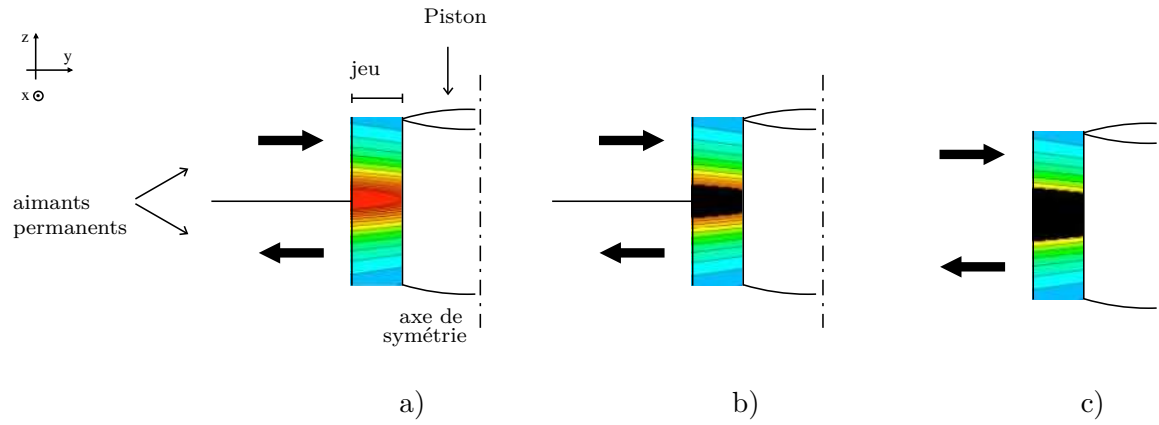 Piston
z
y
jeu
x
aimants
permanents
axe de
symétrie
a)
b)
c)